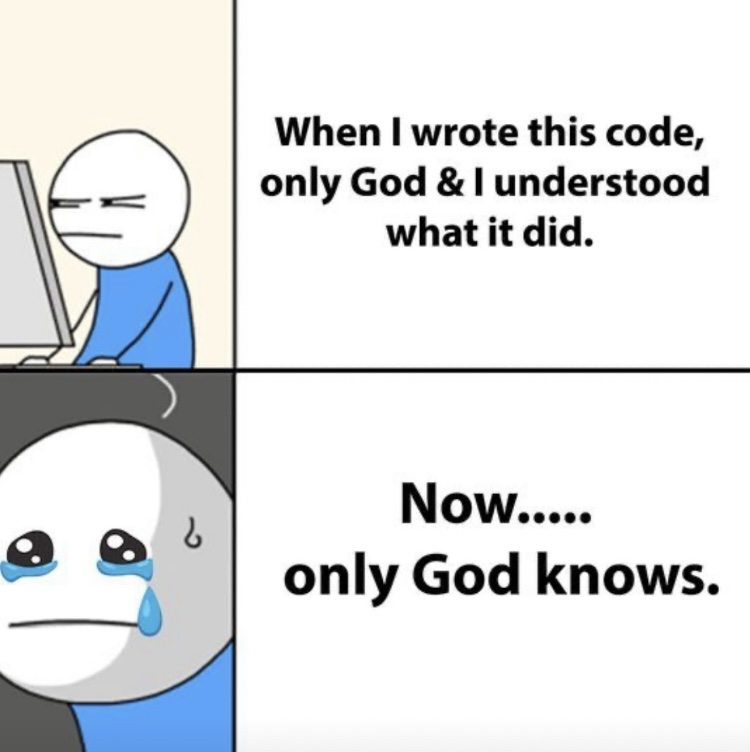 When I wrote this code,
only God & I understood
what it did.
Now.....
only God knows.